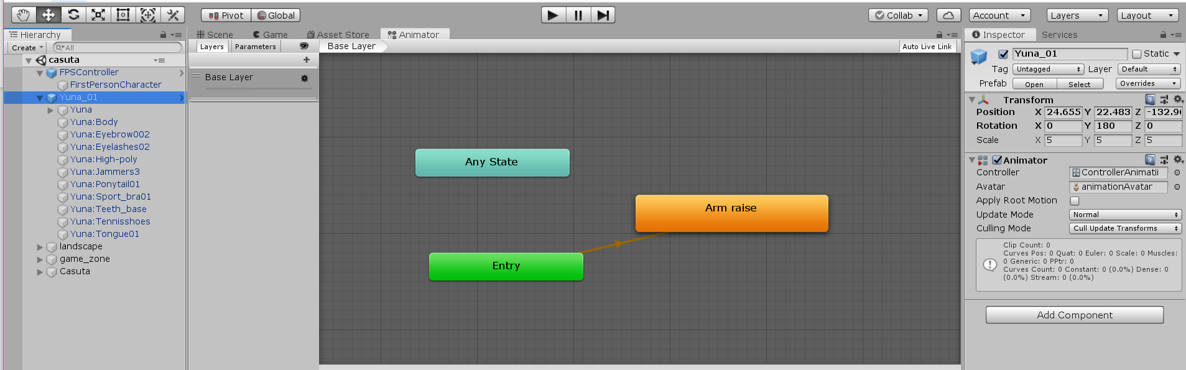 Pivot Global Collab Account Layers Layout
Hierarchy
Create All
casuta
FPSController
FirstPersonCharacter
Yuna_01
Yuna
Yuna:Body
Yuna:Eyebrow002
Yuna:Eyelashes02
Yuna:High-poly
Yuna:Jammers3
Yuna:Ponytail01
Yuna:Sport_bra01
Yuna:Teeth_base
Yuna:Tennisshoes
Yuna:Tongue01
landscape
game_zone
Casuta
Scene Game Asset Store Animator
Layers Parameters Base Layer Auto Live Link
Base Layer
Any State
Arm raise
Entry
Inspector Services
Yuna_01 Static
Tag Untagged Layer Default
Prefab Open Select Overrides
Transform
Position X 24.655 Y 22.483 Z -132.90
Rotation X 0 Y 180 Z 0
Scale X 5 Y 5 Z 5
Animator
Controller ControllerAnimatii
Avatar animationAvatar
Apply Root Motion
Update Mode Normal
Culling Mode Cull Update Transforms
Clip Count: 0
Curves Pos: 0 Quat: 0 Euler: 0 Scale: 0 Muscles:
0 Generic: 0 PPtr: 0
Curves Count: 0 Constant: 0 (0.0%) Dense: 0
(0.0%) Stream: 0 (0.0%)
Add Component